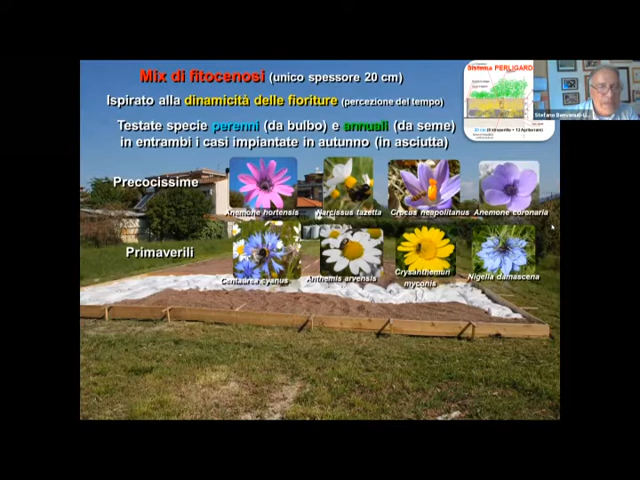 Mix di fitocenosi (unico spessore 20 cm)
Ispirato alla dinamicità delle fioriture (percezione del tempo)
Testate specie perenni (da bulbo) e annuali (da seme)
in entrambi i casi impiantate in autunno (in asciutta)
Sistema PERLIGARD
Precocissime
Anemone hortensis
Narcissus tazetta
Crocus neapolitanus
Anemone coronaria
Primaverili
Centaurea cyanus
Anthemis arvensis
Crysanthemum
myconis
Nigella damascena